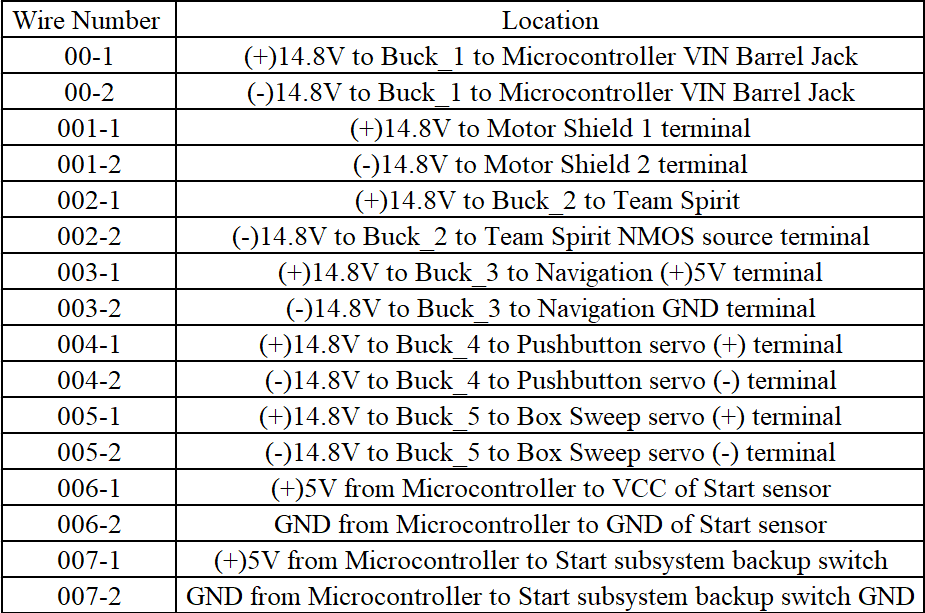 Wire Number Location
00-1 (+)14.8V to Buck_1 to Microcontroller VIN Barrel Jack
00-2 (-)14.8V to Buck_1 to Microcontroller VIN Barrel Jack
001-1 (+)14.8V to Motor Shield 1 terminal
001-2 (-)14.8V to Motor Shield 2 terminal
002-1 (+)14.8V to Buck_2 to Team Spirit
002-2 (-)14.8V to Buck_2 to Team Spirit NMOS source terminal
003-1 (+)14.8V to Buck_3 to Navigation (+)5V terminal
003-2 (-)14.8V to Buck_3 to Navigation GND terminal
004-1 (+)14.8V to Buck_4 to Pushbutton servo (+) terminal
004-2 (-)14.8V to Buck_4 to Pushbutton servo (-) terminal
005-1 (+)14.8V to Buck_5 to Box Sweep servo (+) terminal
005-2 (-)14.8V to Buck_5 to Box Sweep servo (-) terminal
006-1 (+)5V from Microcontroller to VCC of Start sensor
006-2 GND from Microcontroller to GND of Start sensor
007-1 (+)5V from Microcontroller to Start subsystem backup switch
007-2 GND from Microcontroller to Start subsystem backup switch GND